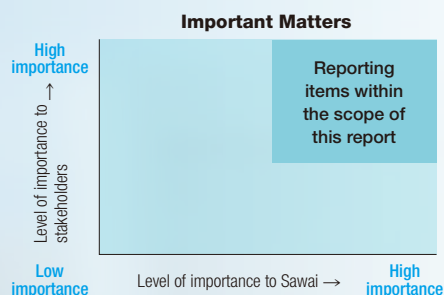 Important Matters
High
importance
Level of importance to →
stakeholders
Reporting
items within
the scope of
this report
Low
importance
Level of importance to Sawai →
High
importance